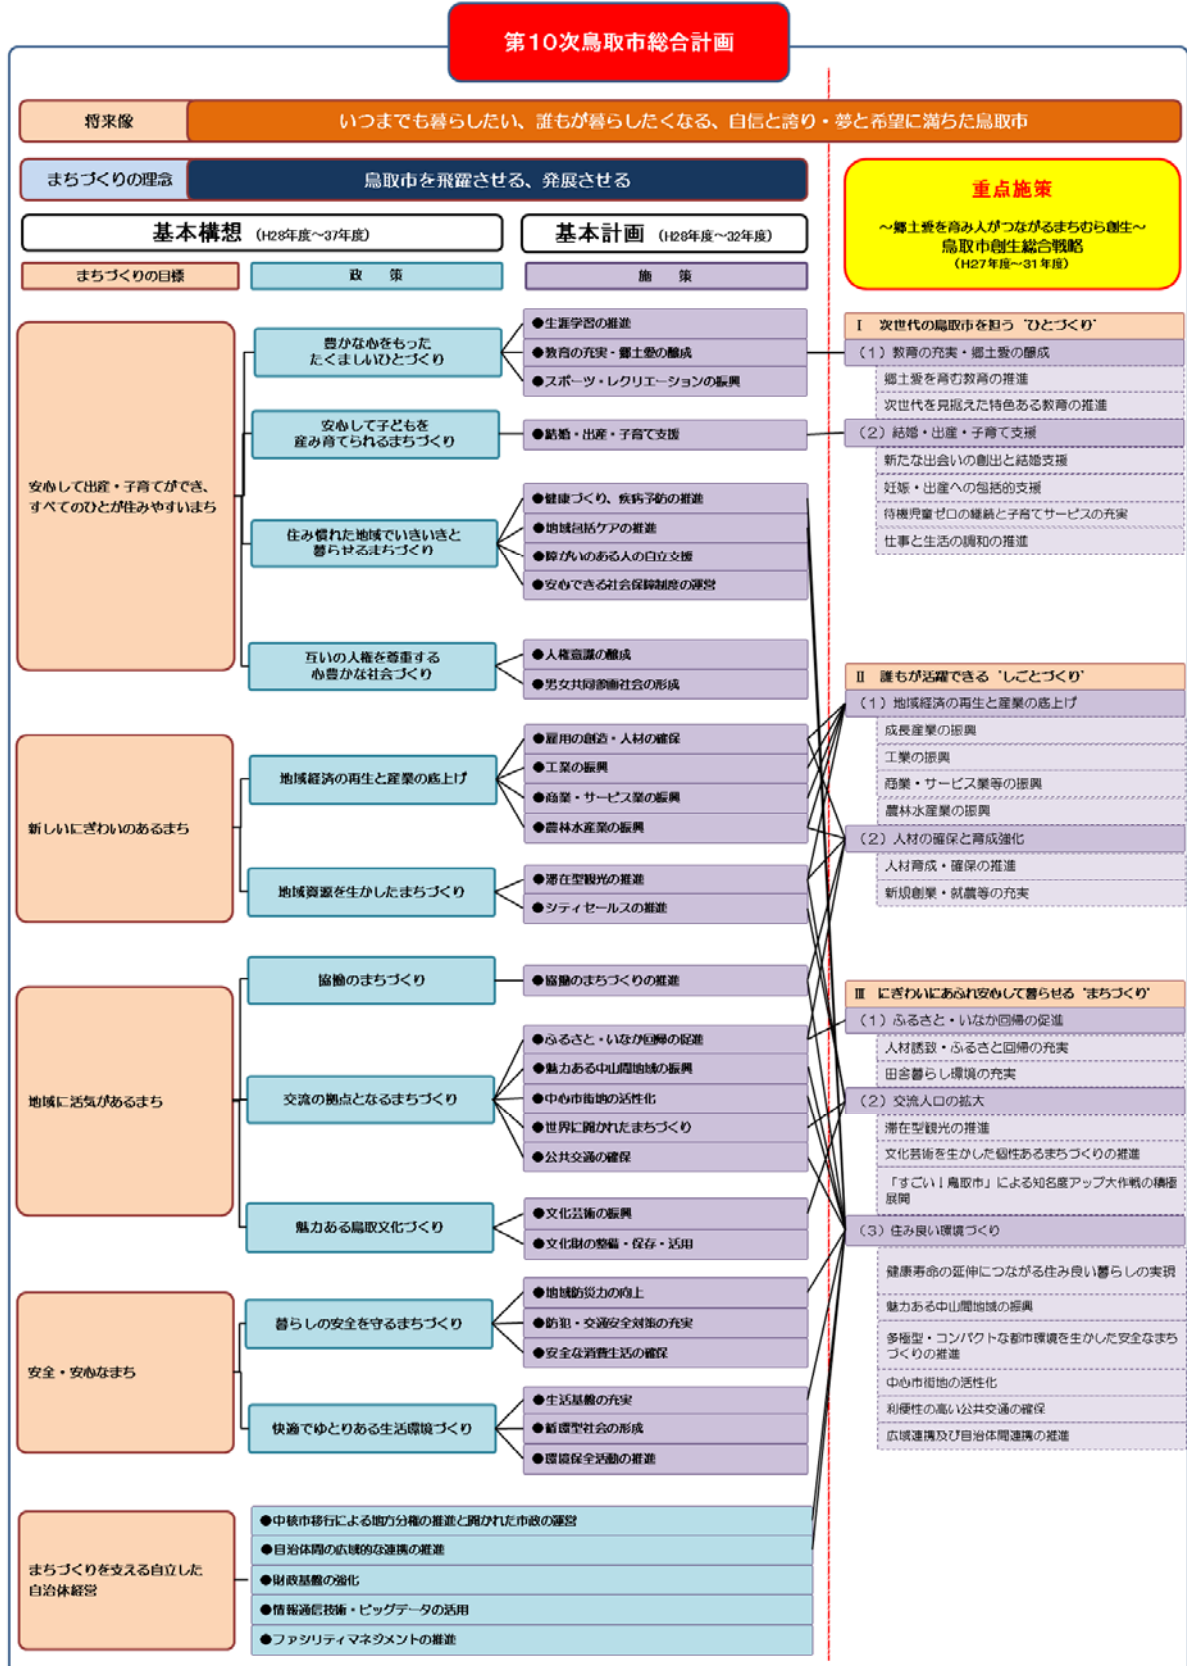 第10次鳥取市総合計画
将来像
いつまでも暮らしたい、誰もが暮らしたくなる、自信と誇り・夢と希望に満ちた鳥取市
まちづくりの理念
鳥取市を飛躍させる、発展させる
基本構想 (H28年度～37年度)
基本計画 (H28年度～32年度)
まちづくりの目標
政 策
施 策
重点施策
～郷土愛を育み人がつながるまちむら創生～
鳥取市創生総合戦略
(H27年度～31年度)
安心して出産・子育てができ、
すべてのひとが住みやすいまち
豊かな心をもった
たくましいひとづくり
●生涯学習の推進
●教育の充実・郷土愛の醸成
●スポーツ・レクリエーションの振興
安心して子どもを
産み育てられるまちづくり
●結婚・出産・子育て支援
住み慣れた地域でいきいきと
暮らせるまちづくり
●健康づくり、疾病予防の推進
●地域包括ケアの推進
●障がいのある人の自立支援
●安心できる社会保障制度の運営
互いの人権を尊重する
心豊かな社会づくり
●人権意識の醸成
●男女共同参画社会の形成
新しいにぎわいのあるまち
地域経済の再生と産業の底上げ
●雇用の創造・人材の確保
●工業の振興
●商業・サービス業の振興
●農林水産業の振興
地域資源を生かしたまちづくり
●滞在型観光の推進
●シティセールスの推進
地域に活気があるまち
協働のまちづくり
●協働のまちづくりの推進
交流の拠点となるまちづくり
●ふるさと・いなか回帰の促進
●魅力ある中山間地域の振興
●中心市街地の活性化
●世界に開かれたまちづくり
●公共交通の確保
魅力ある鳥取文化づくり
●文化芸術の振興
●文化財の整備・保存・活用
安全・安心なまち
暮らしの安全を守るまちづくり
●地域防災力の向上
●防犯・交通安全対策の充実
●安全な消費生活の確保
快適でゆとりある生活環境づくり
●生活基盤の充実
●循環型社会の形成
●環境保全活動の推進
まちづくりを支える自立した
自治体経営
●中核市移行による地方分権の推進と開かれた市政の運営
●自治体間の広域的な連携の推進
●財政基盤の強化
●情報通信技術・ビッグデータの活用
●ファシリティマネジメントの推進
Ⅰ 次世代の鳥取市を担う"ひとづくり"
（1）教育の充実・郷土愛の醸成
郷土愛を育む教育の推進
次世代を見据えた特色ある教育の推進
（2）結婚・出産・子育て支援
新たな出会いの創出と結婚支援
妊娠・出産への包括的支援
待機児童ゼロの継続と子育てサービスの充実
仕事と生活の調和の推進
Ⅱ 誰もが活躍できる"しごとづくり"
（1）地域経済の再生と産業の底上げ
成長産業の振興
工業の振興
商業・サービス業等の振興
農林水産業の振興
（2）人材の確保と育成強化
人材育成・確保の推進
新規創業・就農等の充実
Ⅲ にぎわいにあふれ安心して暮らせる"まちづくり"
（1）ふるさと・いなか回帰の促進
人材誘致・ふるさと回帰の充実
田舎暮らし環境の充実
（2）交流人口の拡大
滞在型観光の推進
文化芸術を生かした個性あるまちづくりの推進
「すごい！鳥取市」による知名度アップ大作戦の積極
展開
（3）住み良い環境づくり
健康寿命の延伸につながる住み良い暮らしの実現
魅力ある中山間地域の振興
多極型・コンパクトな都市環境を生かした安全なまち
づくりの推進
中心市街地の活性化
利便性の高い公共交通の確保
広域連携及び自治体間連携の推進